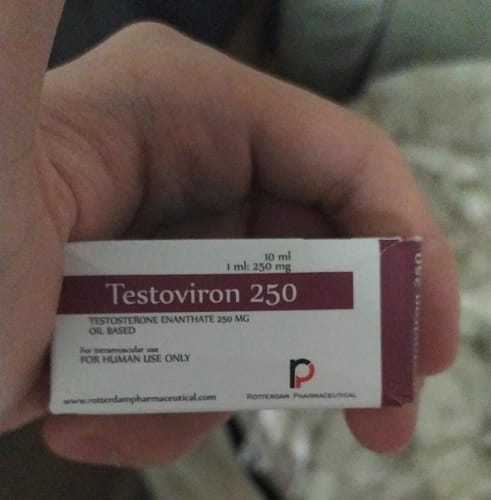 10 ml
1 ml: 250 mg
Testoviron 250
TESTOSTERONE ENANTHATE 250 MG
OIL BASED
For intramuscular use
FOR HUMAN USE ONLY
www.rotterdampharmaceutical.com
rp
ROTTERDAM PHARMACEUTICAL